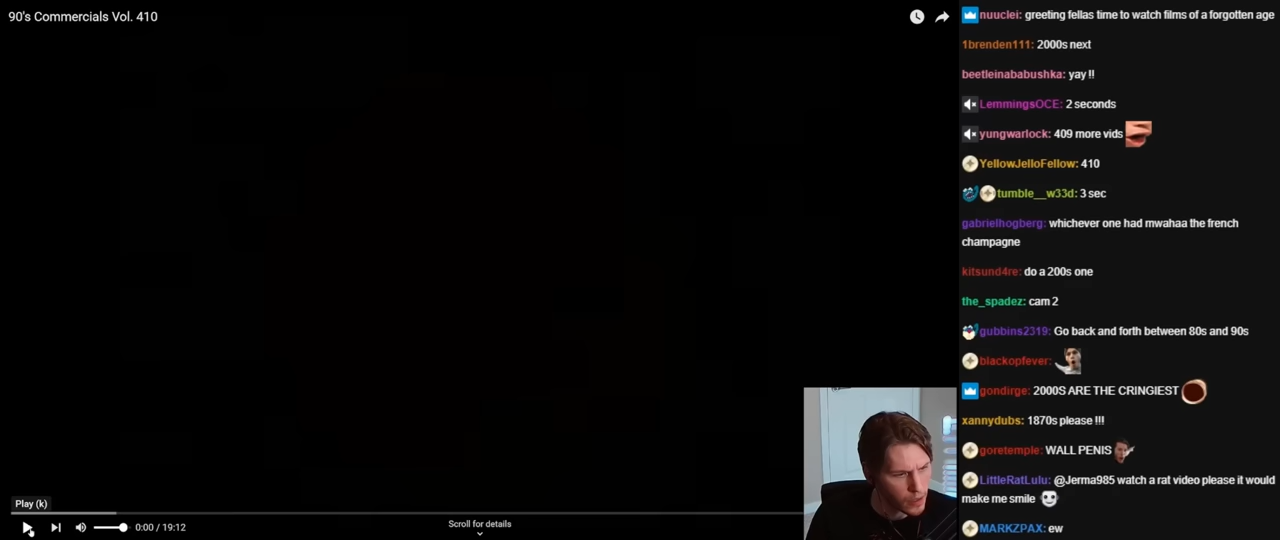 90's Commercials Vol. 410
nuuclei: greeting fellas time to watch films of a forgotten age
1brenden111: 2000s next
beetleinababushka: yay !!
LemmingsOCE: 2 seconds
yungwarlock: 409 more vids
YellowJelloFellow: 410
tumble__w33d: 3 sec
gabrielhogberg: whichever one had mwahaa the french
champagne
kitsund4re: do a 200s one
the_spadez: cam 2
gubbins2319: Go back and forth between 80s and 90s
blackopfever:
gondirge: 2000S ARE THE CRINGIEST
xannydubs: 1870s please !!!
goretemple: WALL PENIS
LittleRatLulu: @Jerma985 watch a rat video please it would
make me smile
MARKZPAX: ew
Play (k)
0:00 / 19:12
Scroll for details